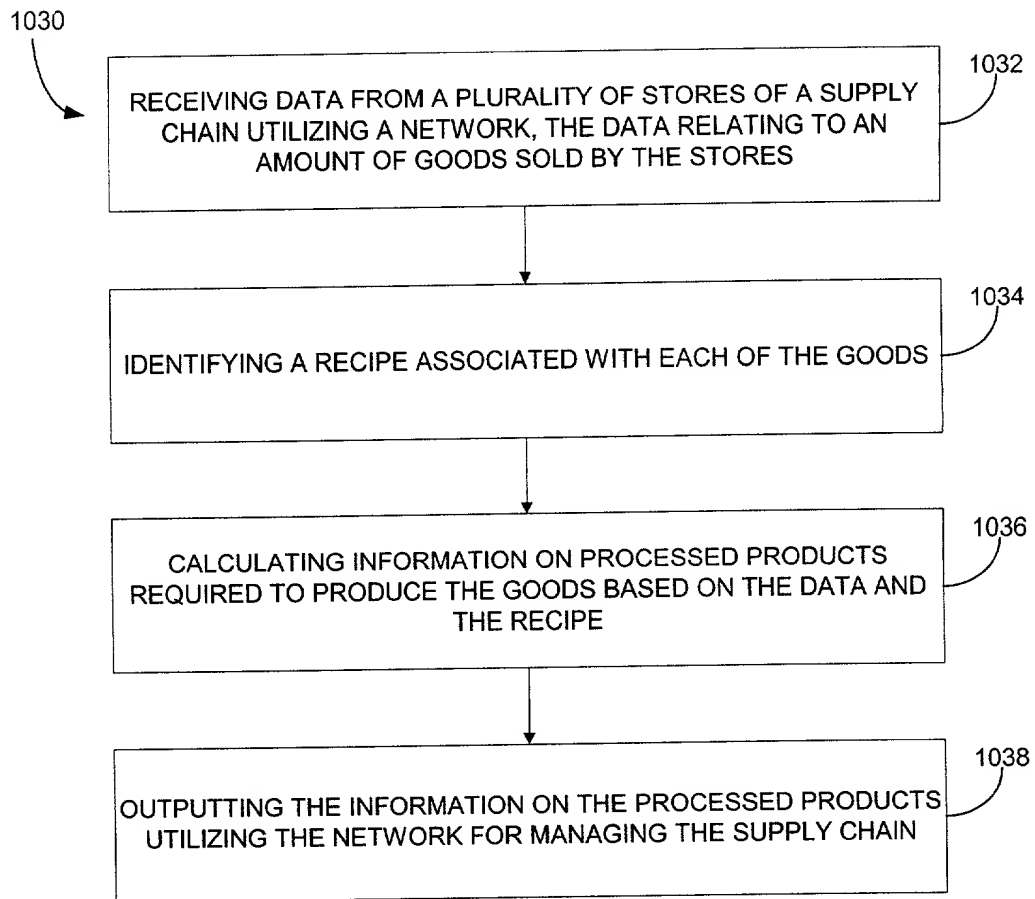 1030
1032
RECEIVING DATA FROM A PLURALITY OF STORES OF A SUPPLY
CHAIN UTILIZING A NETWORK, THE DATA RELATING TO AN
AMOUNT OF GOODS SOLD BY THE STORES
1034
IDENTIFYING A RECIPE ASSOCIATED WITH EACH OF THE GOODS
1036
CALCULATING INFORMATION ON PROCESSED PRODUCTS
REQUIRED TO PRODUCE THE GOODS BASED ON THE DATA AND
THE RECIPE
1038
OUTPUTTING THE INFORMATION ON THE PROCESSED PRODUCTS
UTILIZING THE NETWORK FOR MANAGING THE SUPPLY CHAIN